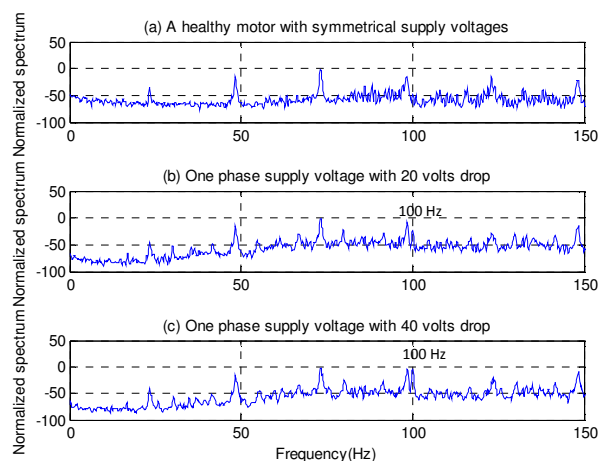 (a) A healthy motor with symmetrical supply voltages
Normalized spectrum
50
0
-50
-100
0
50
100
150
(b) One phase supply voltage with 20 volts drop
Normalized spectrum
50
0
-50
-100
100 Hz
0
50
100
150
(c) One phase supply voltage with 40 volts drop
Normalized spectrum
50
0
-50
-100
100 Hz
0
50
100
150
Frequency(Hz)